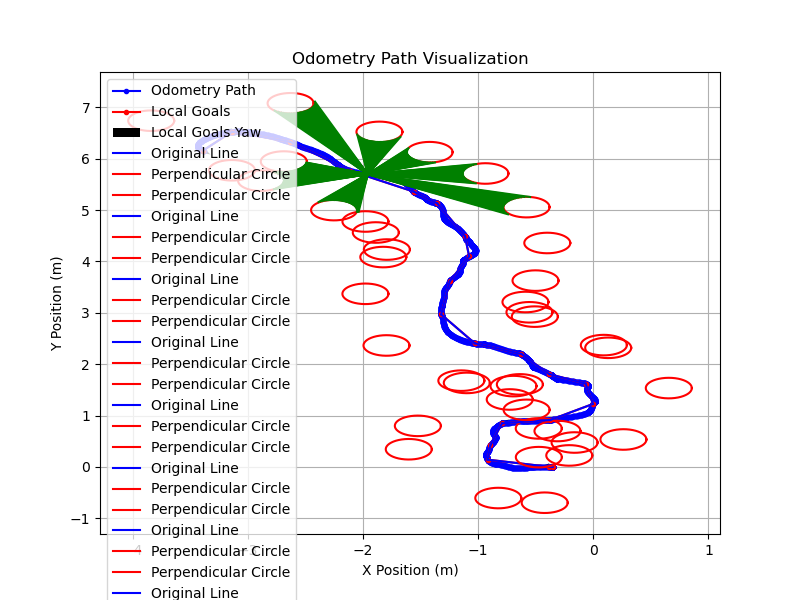 Odometry Path Visualization
Y Position (m)
7
6
5
4
3
2
1
0
−1
Odometry Path
Local Goals
Local Goals Yaw
Original Line
Perpendicular Circle
Perpendicular Circle
Original Line
Perpendicular Circle
Perpendicular Circle
Original Line
Perpendicular Circle
Perpendicular Circle
Original Line
Perpendicular Circle
Perpendicular Circle
Original Line
Perpendicular Circle
Perpendicular Circle
Original Line
Perpendicular Circle
Perpendicular Circle
Original Line
Perpendicular Circle
Perpendicular Circle
Original Line
−4 −3 −2 −1 0 1
X Position (m)